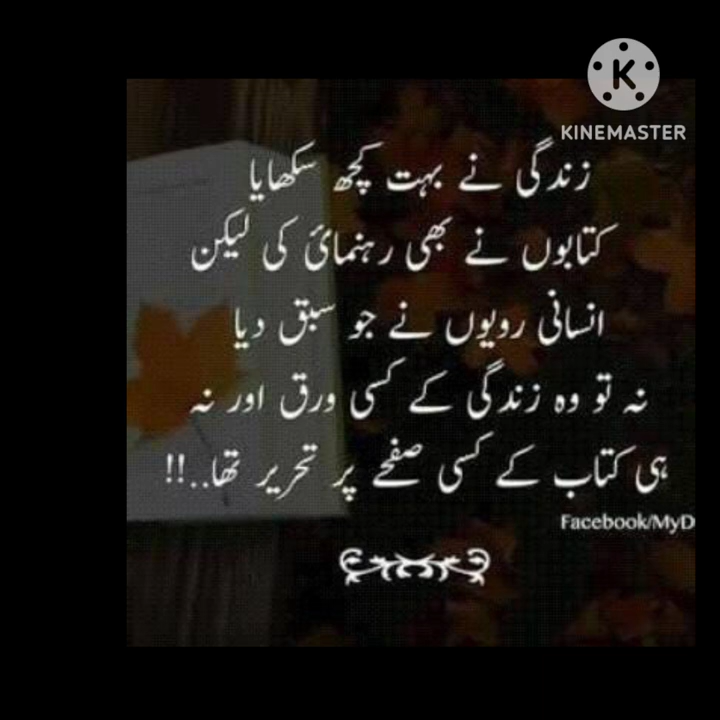 K
KINEMASTER
زندگی نے بہت کچھ سکھایا
کتابوں نے بھی رہنمائ کی لیکن
انسانی رویوں نے جو سبق دیا
نہ تو وہ زندگی کے کسی ورق اور نہ
ہی کتاب کے کسی صفحے پر تحریر تھا..!!
Facebook/MyD